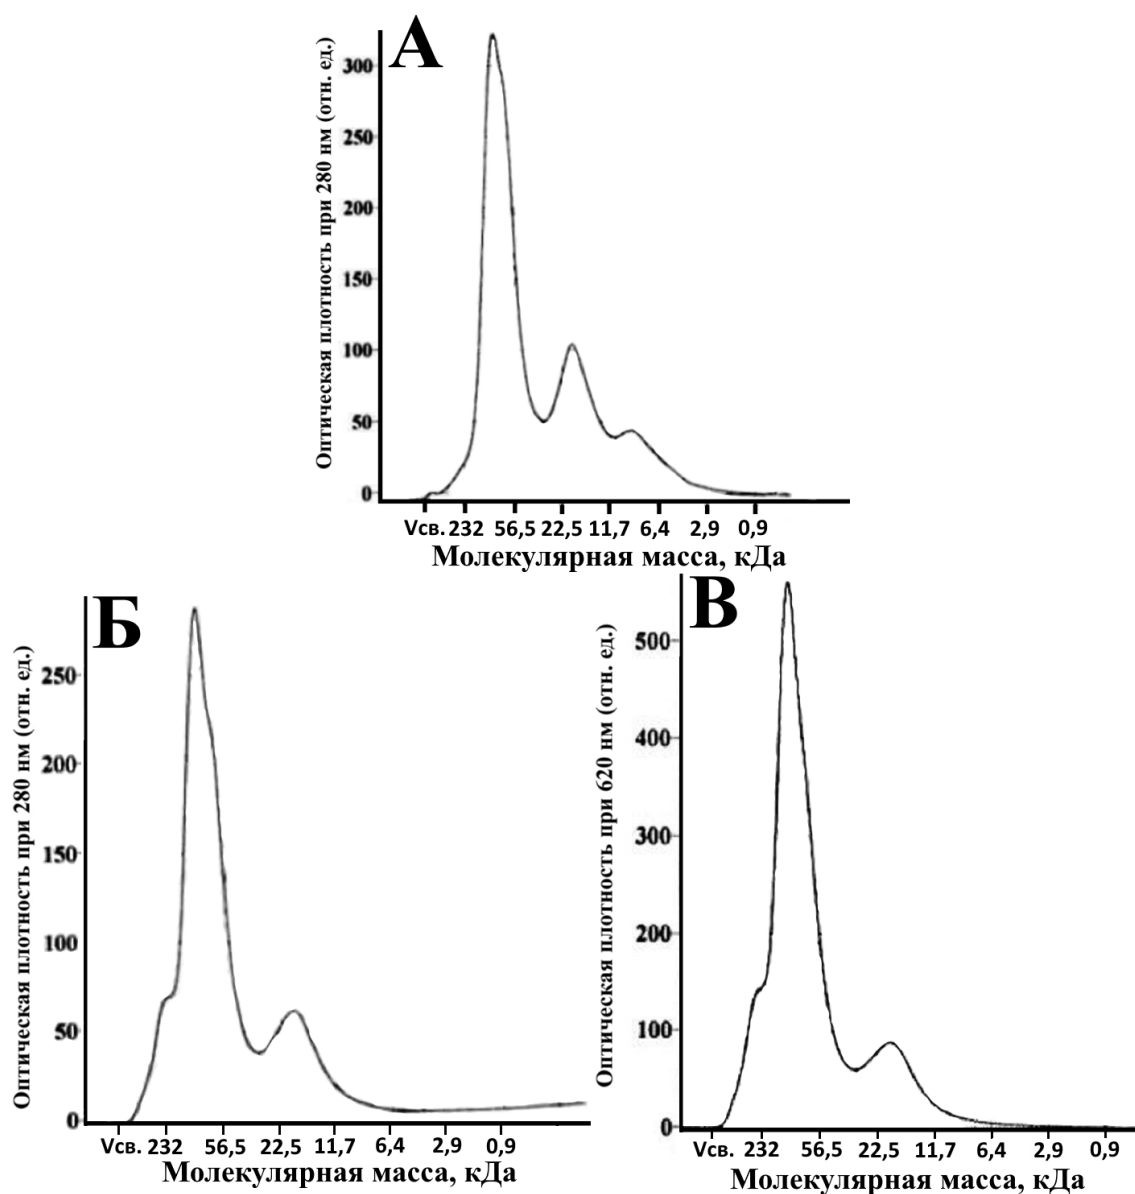 А
Оптическая плотность при 280 нм (отн. ед.)
300
250
200
150
100
50
0
Vсв. 232 56,5 22,5 11,7 6,4 2,9 0,9
Молекулярная масса, кДа
Б
Оптическая плотность при 280 нм (отн. ед.)
250
200
150
100
50
0
Vсв. 232 56,5 22,5 11,7 6,4 2,9 0,9
Молекулярная масса, кДа
В
Оптическая плотность при 620 нм (отн. ед.)
500
400
300
200
100
0
Vсв. 232 56,5 22,5 11,7 6,4 2,9 0,9
Молекулярная масса, кДа